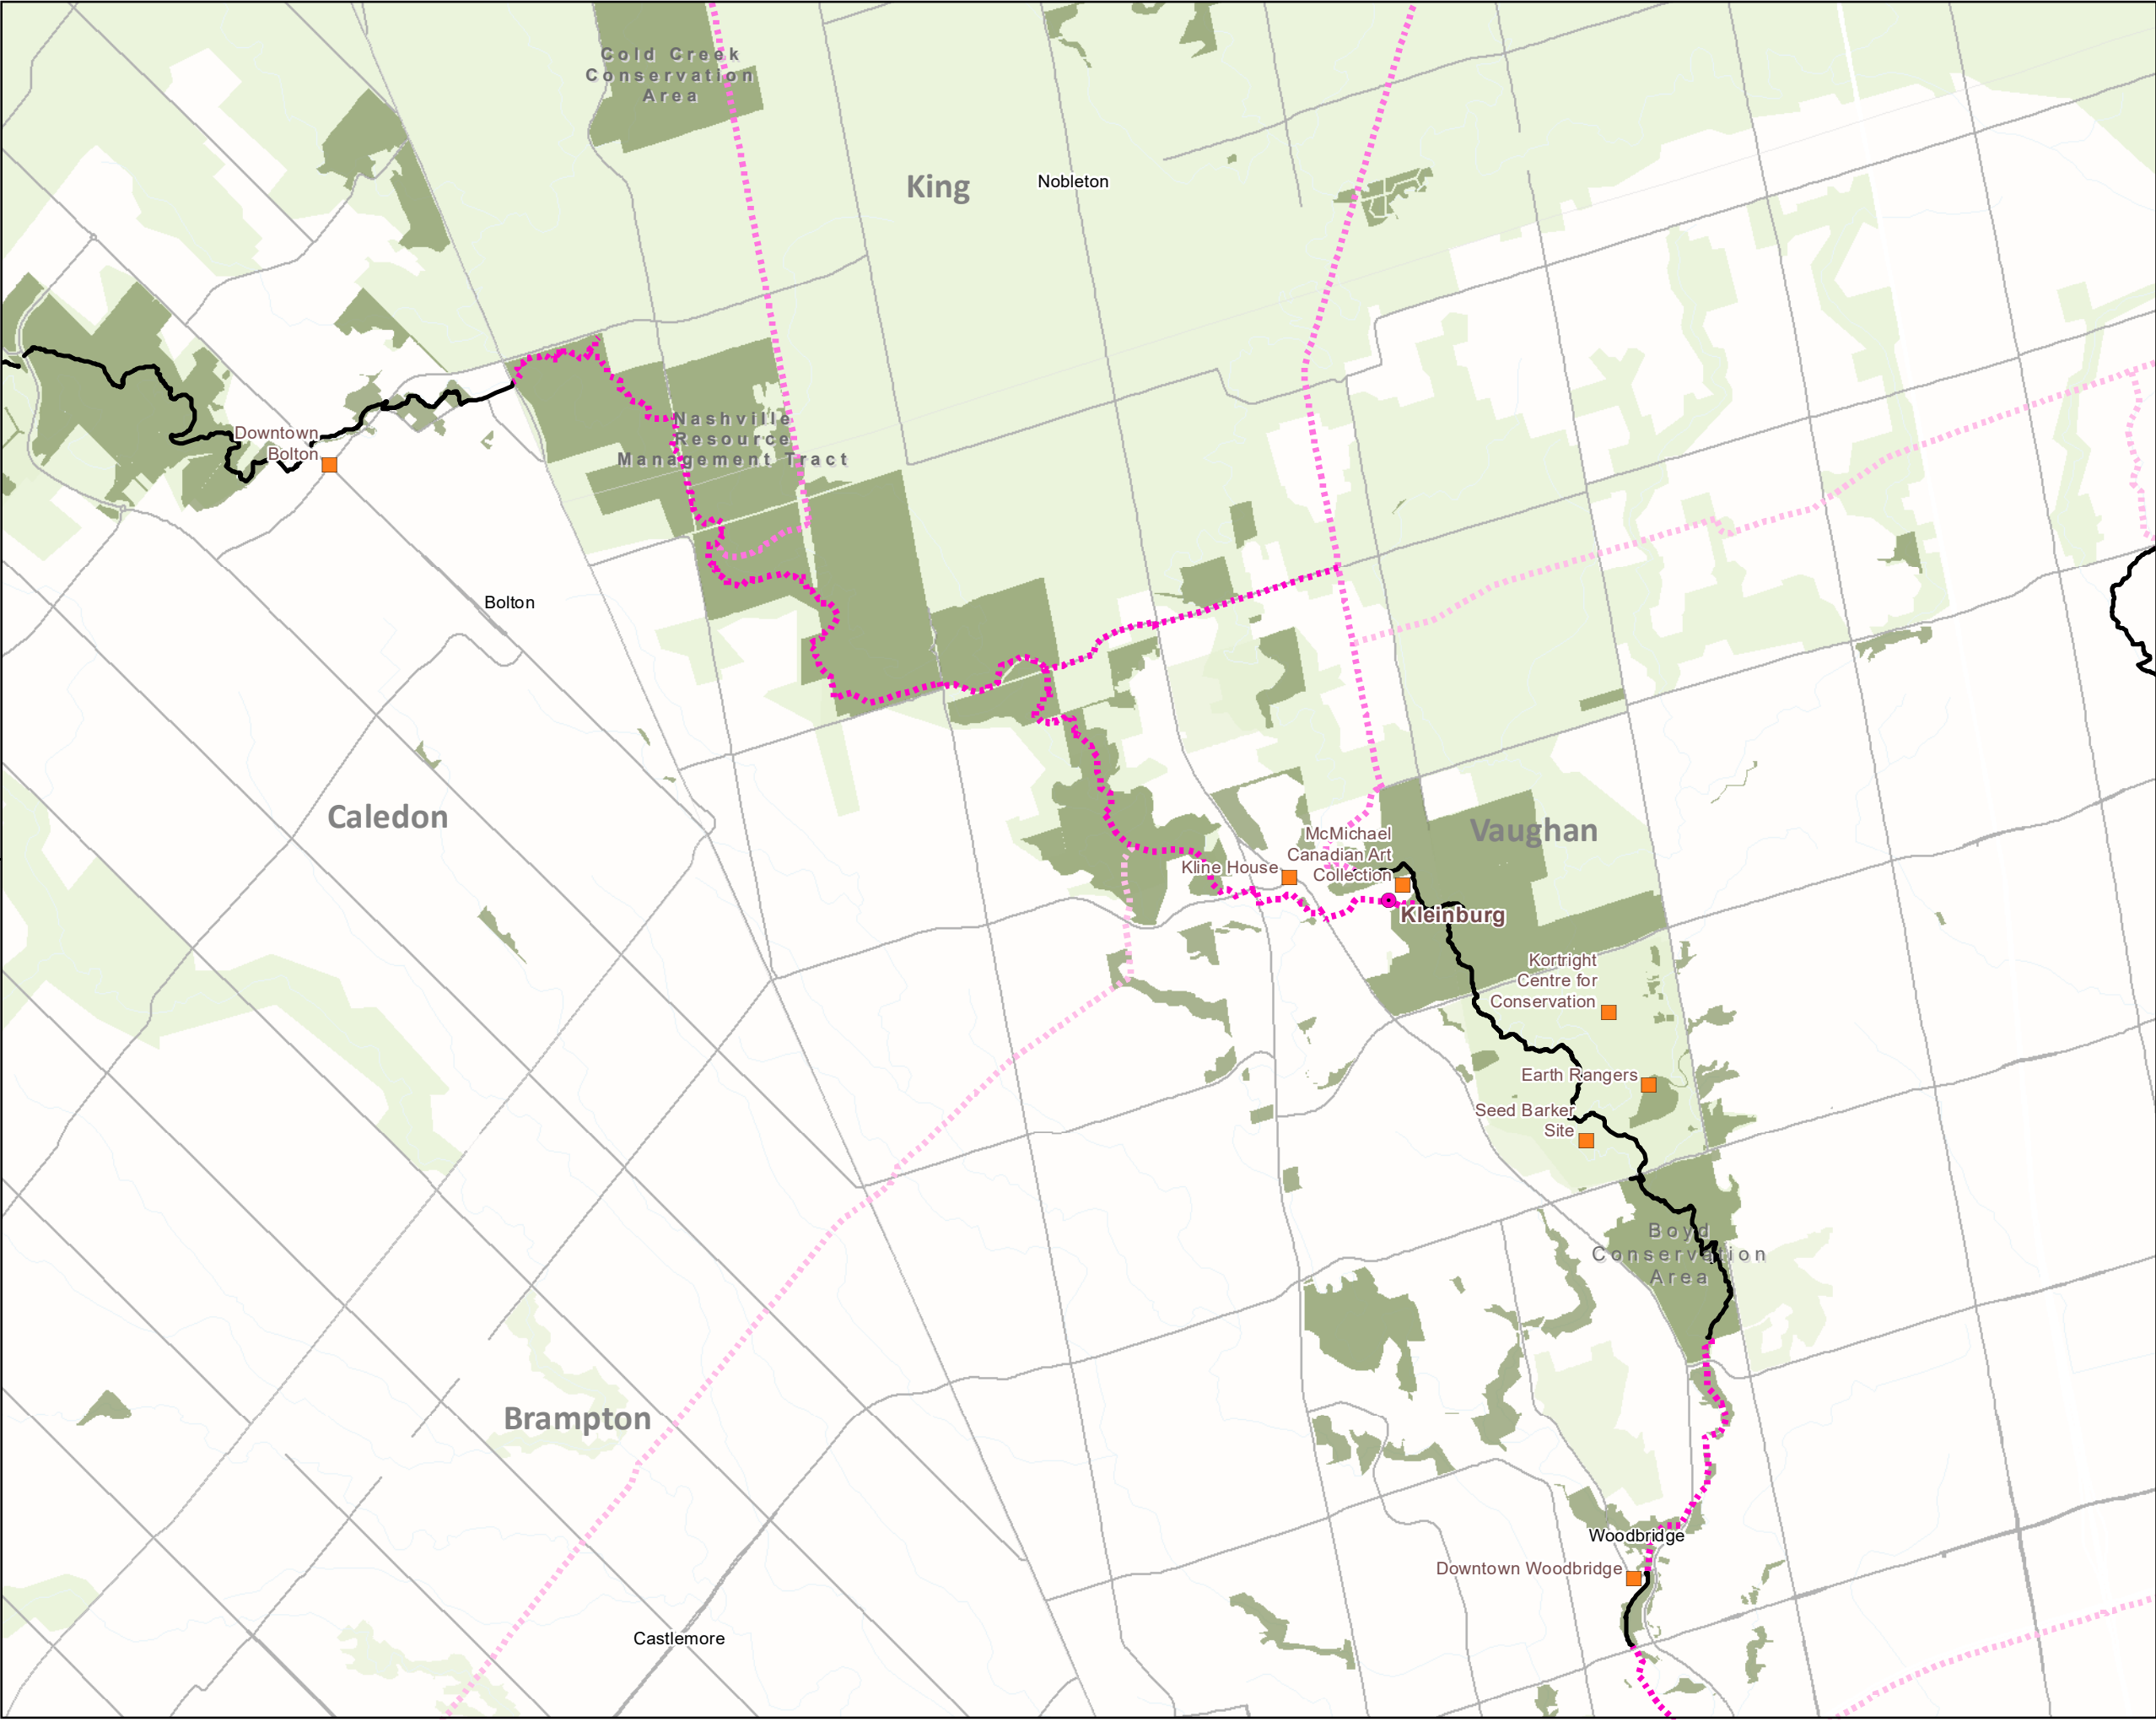 Cold Creek
Conservation
Area
King
Nobleton
Downtown
Bolton
Nashville
Resource
Management Tract
Bolton
Caledon
Vaughan
McMichael
Canadian Art
Collection
Kline House
Kleinburg
Kortright
Centre for
Conservation
Earth Rangers
Seed Barker
Site
Boyd
Conservation
Area
Brampton
Woodbridge
Downtown Woodbridge
Castlemore